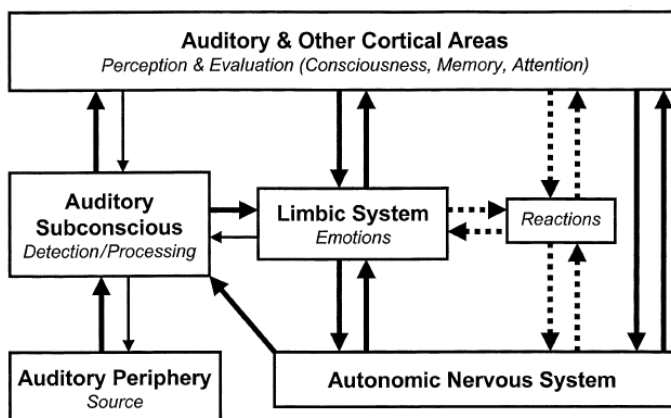 Auditory & Other Cortical Areas
Perception & Evaluation (Consciousness, Memory, Attention)
Auditory
Subconscious
Detection/Processing
Limbic System
Emotions
Reactions
Auditory Periphery
Source
Autonomic Nervous System